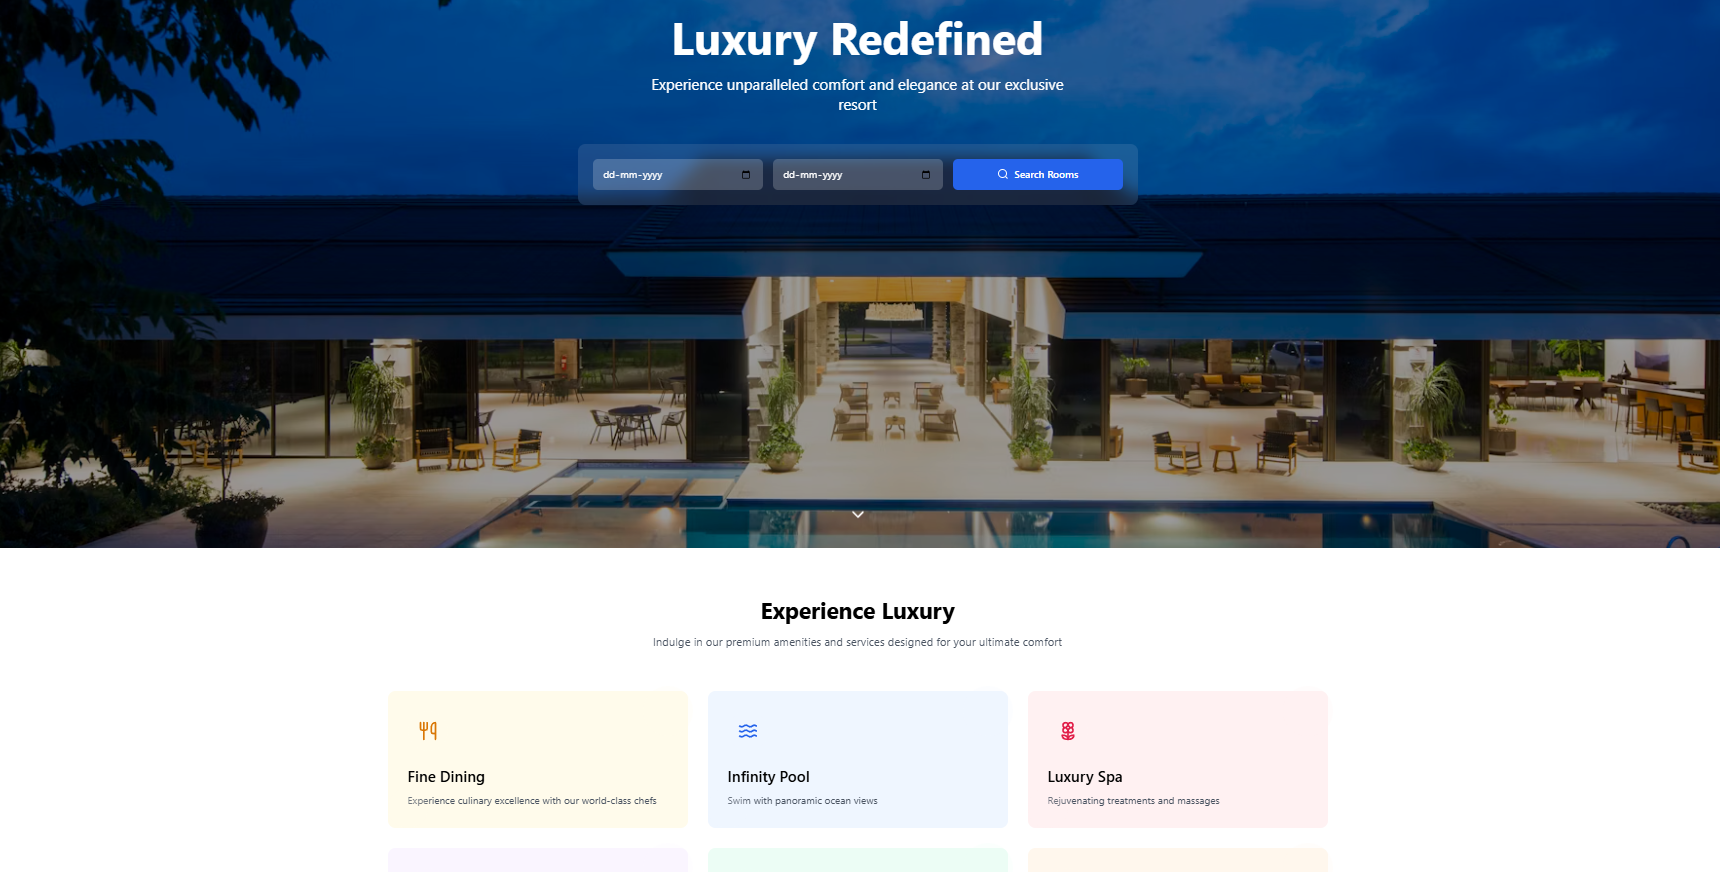 Luxury Redefined
Experience unparalleled comfort and elegance at our exclusive
resort
dd-mm-yyyy
dd-mm-yyyy
Search Rooms
Experience Luxury
Indulge in our premium amenities and services designed for your ultimate comfort
Fine Dining
Experience culinary excellence with our world-class chefs
Infinity Pool
Swim with panoramic ocean views
Luxury Spa
Rejuvenating treatments and massages